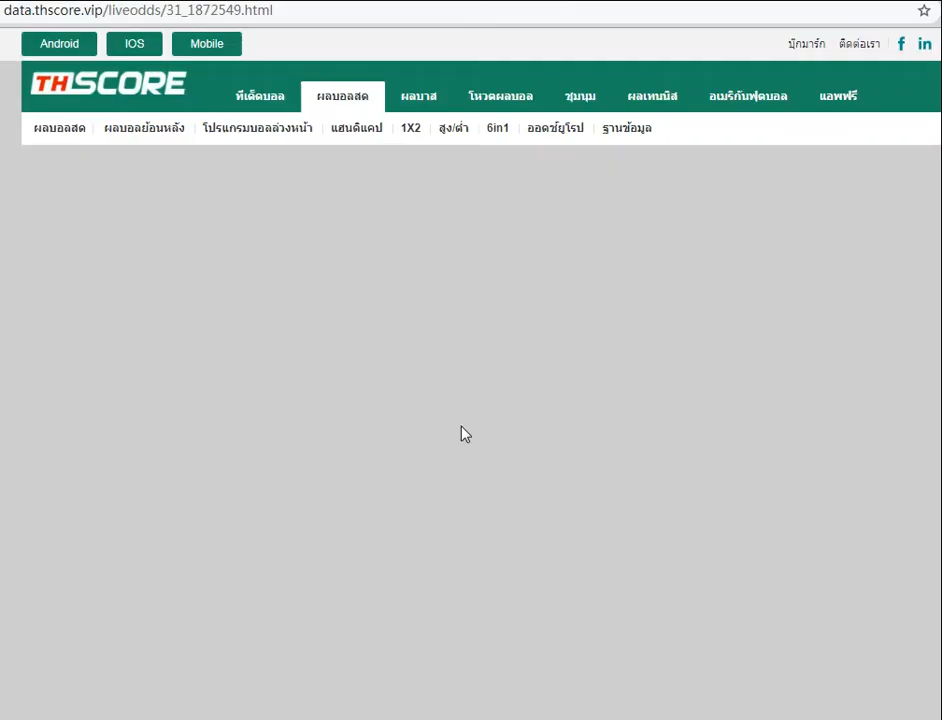 data.thscore.vip/liveodds/31_1872549.html
Android IOS Mobile บุ๊กมาร์ก ติดต่อเรา f in
THSCORE ทีเด็ดบอล ผลบอลสด ผลบาส โหวตผลบอล ชุมนุม ผลเทนนิส อเมริกันฟุตบอล แอพฟรี
ผลบอลสด ผลบอลย้อนหลัง โปรแกรมบอลล่วงหน้า แฮนดิแคป 1X2 สูง/ต่ำ 6in1 ออดซ์ยุโรป ฐานข้อมูล